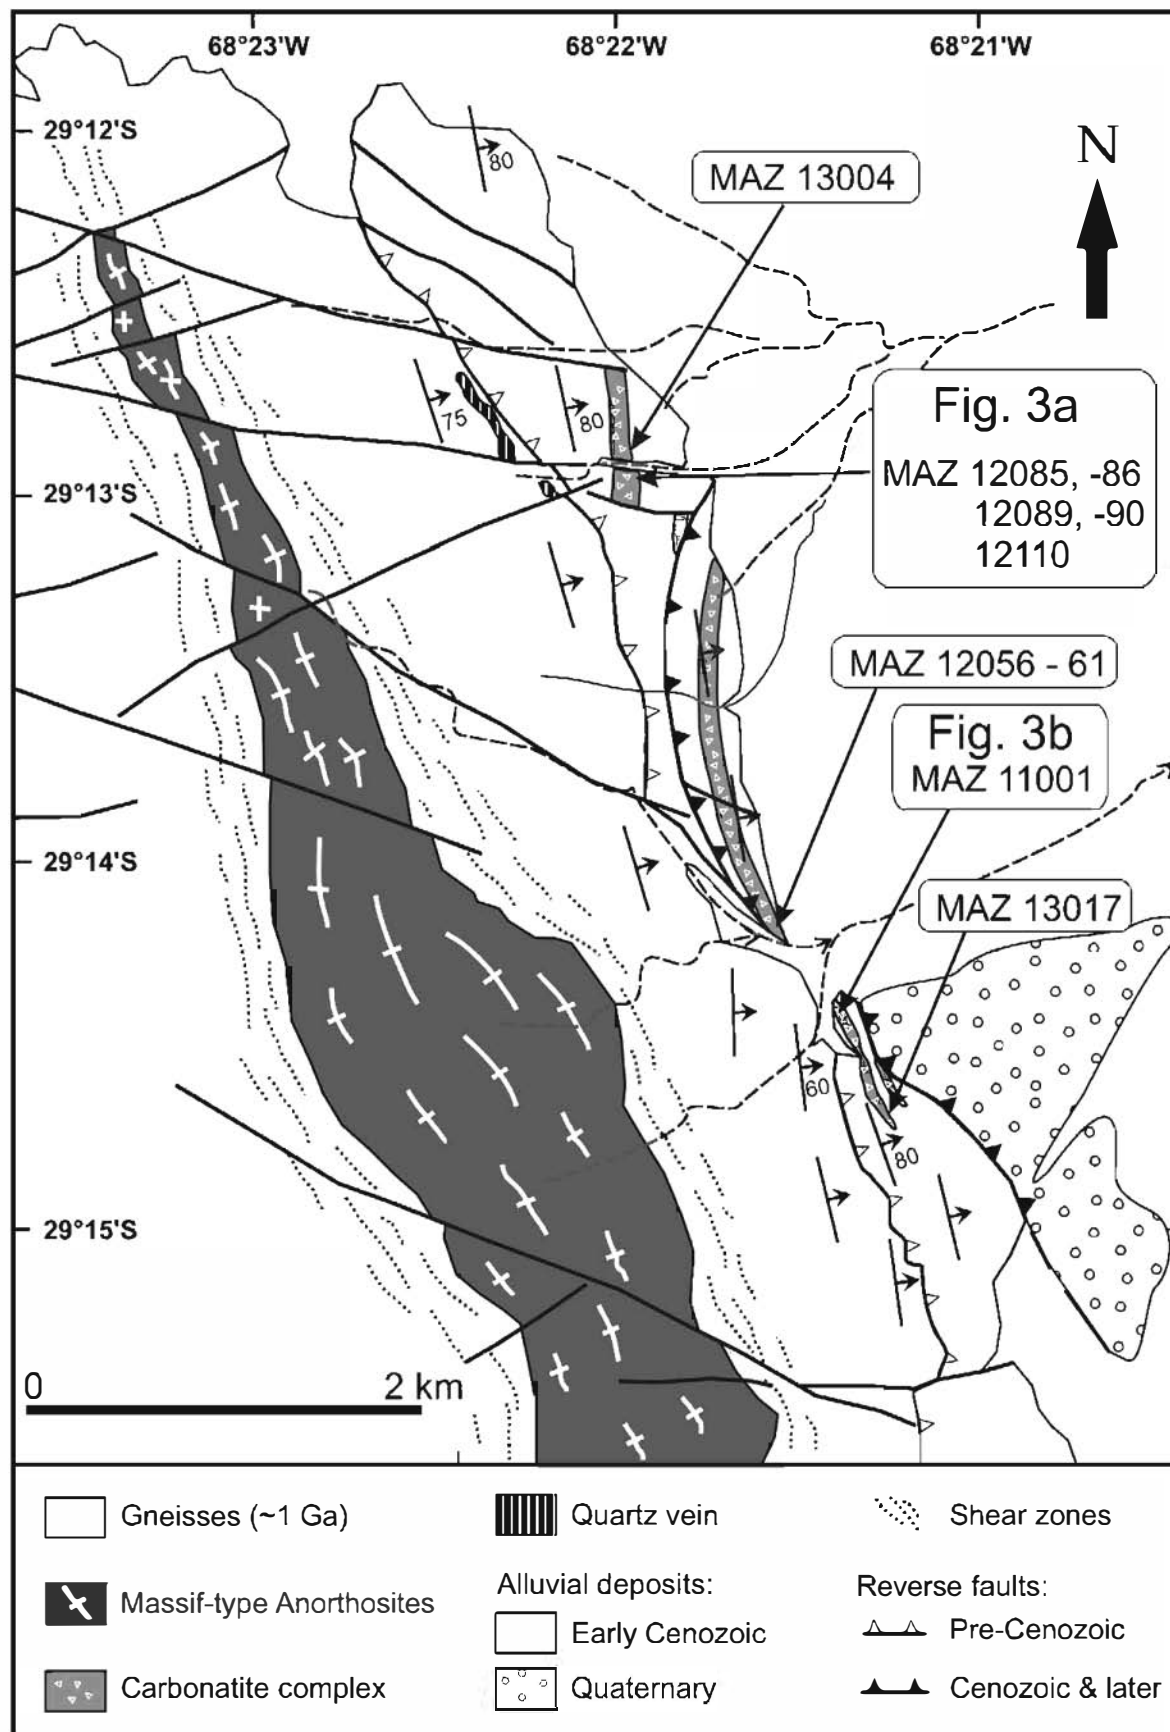 68°23'W 68°22'W 68°21'W
29°12'S
N
80
MAZ 13004
Fig. 3a
75
80
MAZ 12085, -86
29°13'S
12089, -90
12110
MAZ 12056 - 61
Fig. 3b
MAZ 11001
29°14'S
MAZ 13017
60
80
29°15'S
0 2 km
Gneisses (~1 Ga)
Massif-type Anorthosites
Carbonatite complex
Quartz vein
Alluvial deposits:
Early Cenozoic
Quaternary
Shear zones
Reverse faults:
Pre-Cenozoic
Cenozoic & later